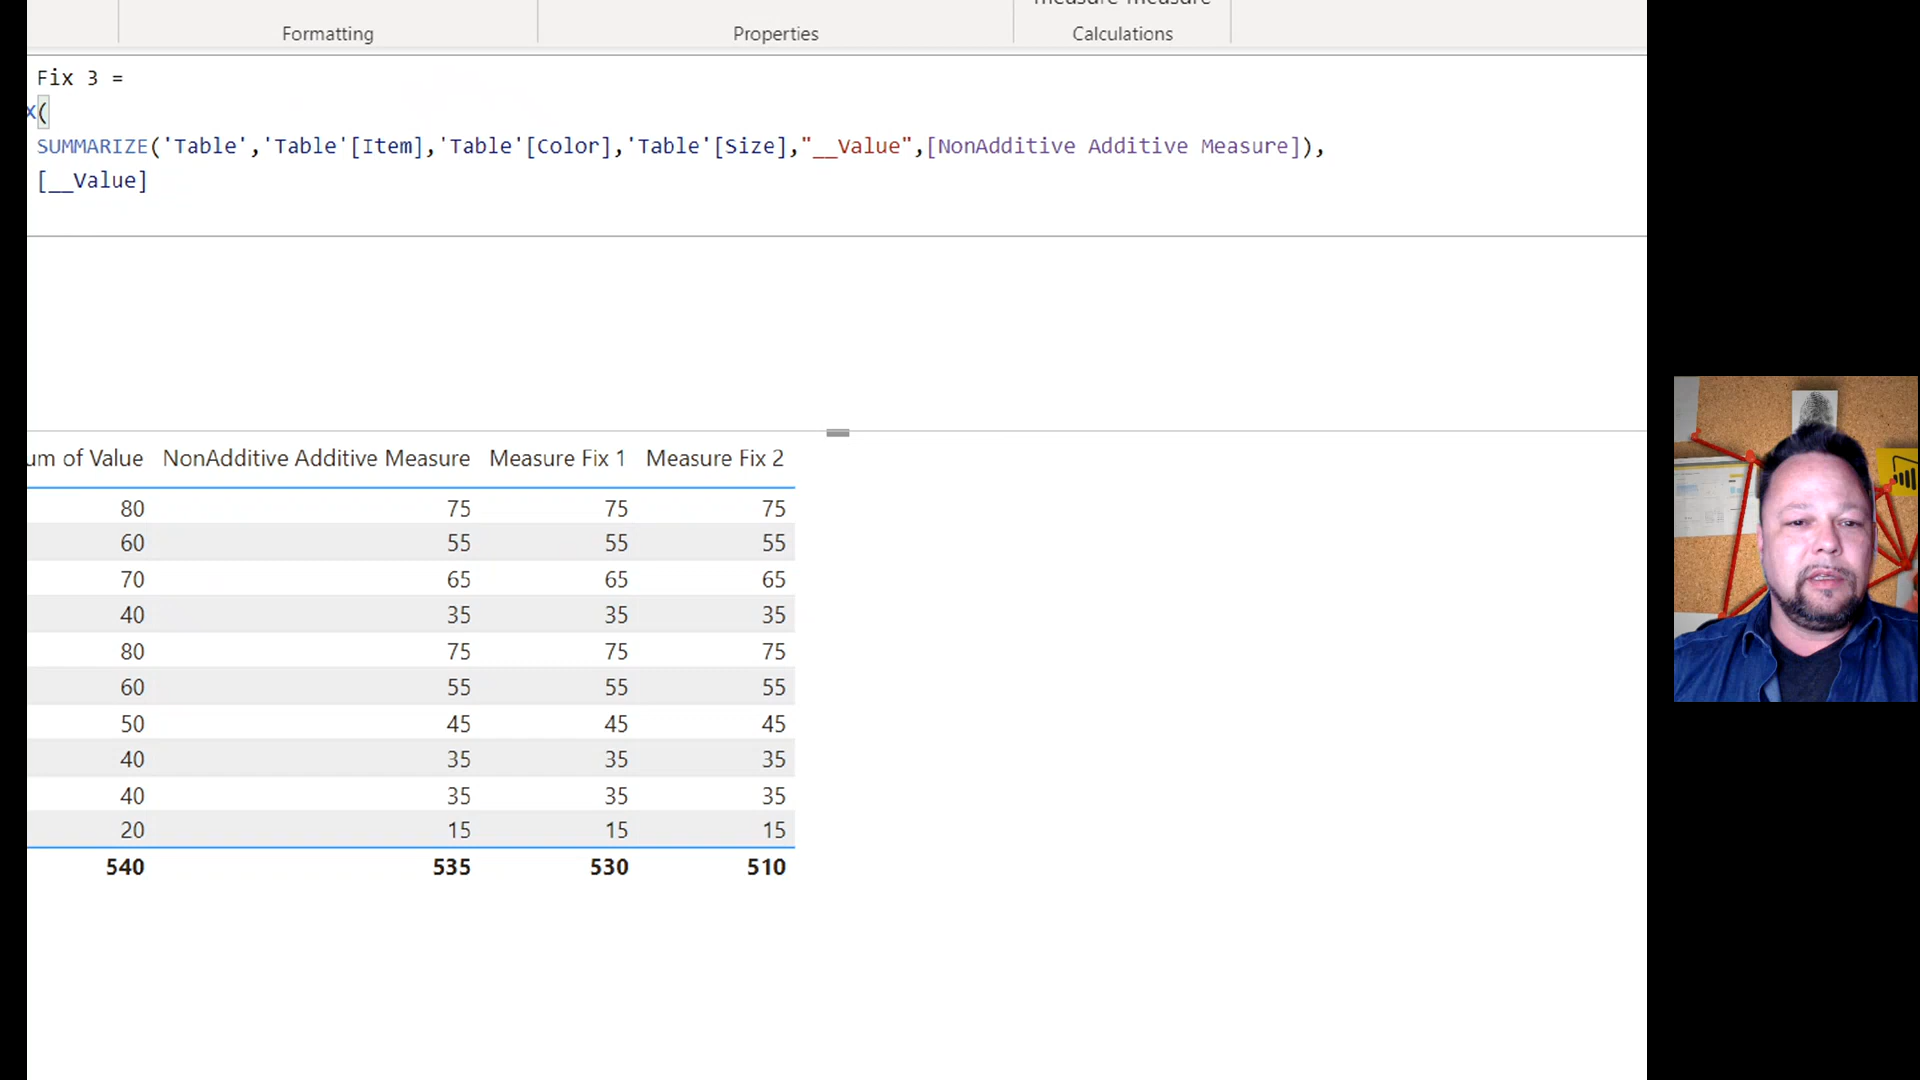 Formatting Properties Calculations
Fix 3 =
X(
SUMMARIZE('Table','Table'[Item],'Table'[Color],'Table'[Size],"__Value",[NonAdditive Additive Measure]),
[__Value]
um of Value NonAdditive Additive Measure Measure Fix 1 Measure Fix 2
80 75 75 75
60 55 55 55
70 65 65 65
40 35 35 35
80 75 75 75
60 55 55 55
50 45 45 45
40 35 35 35
40 35 35 35
20 15 15 15
540 535 530 510